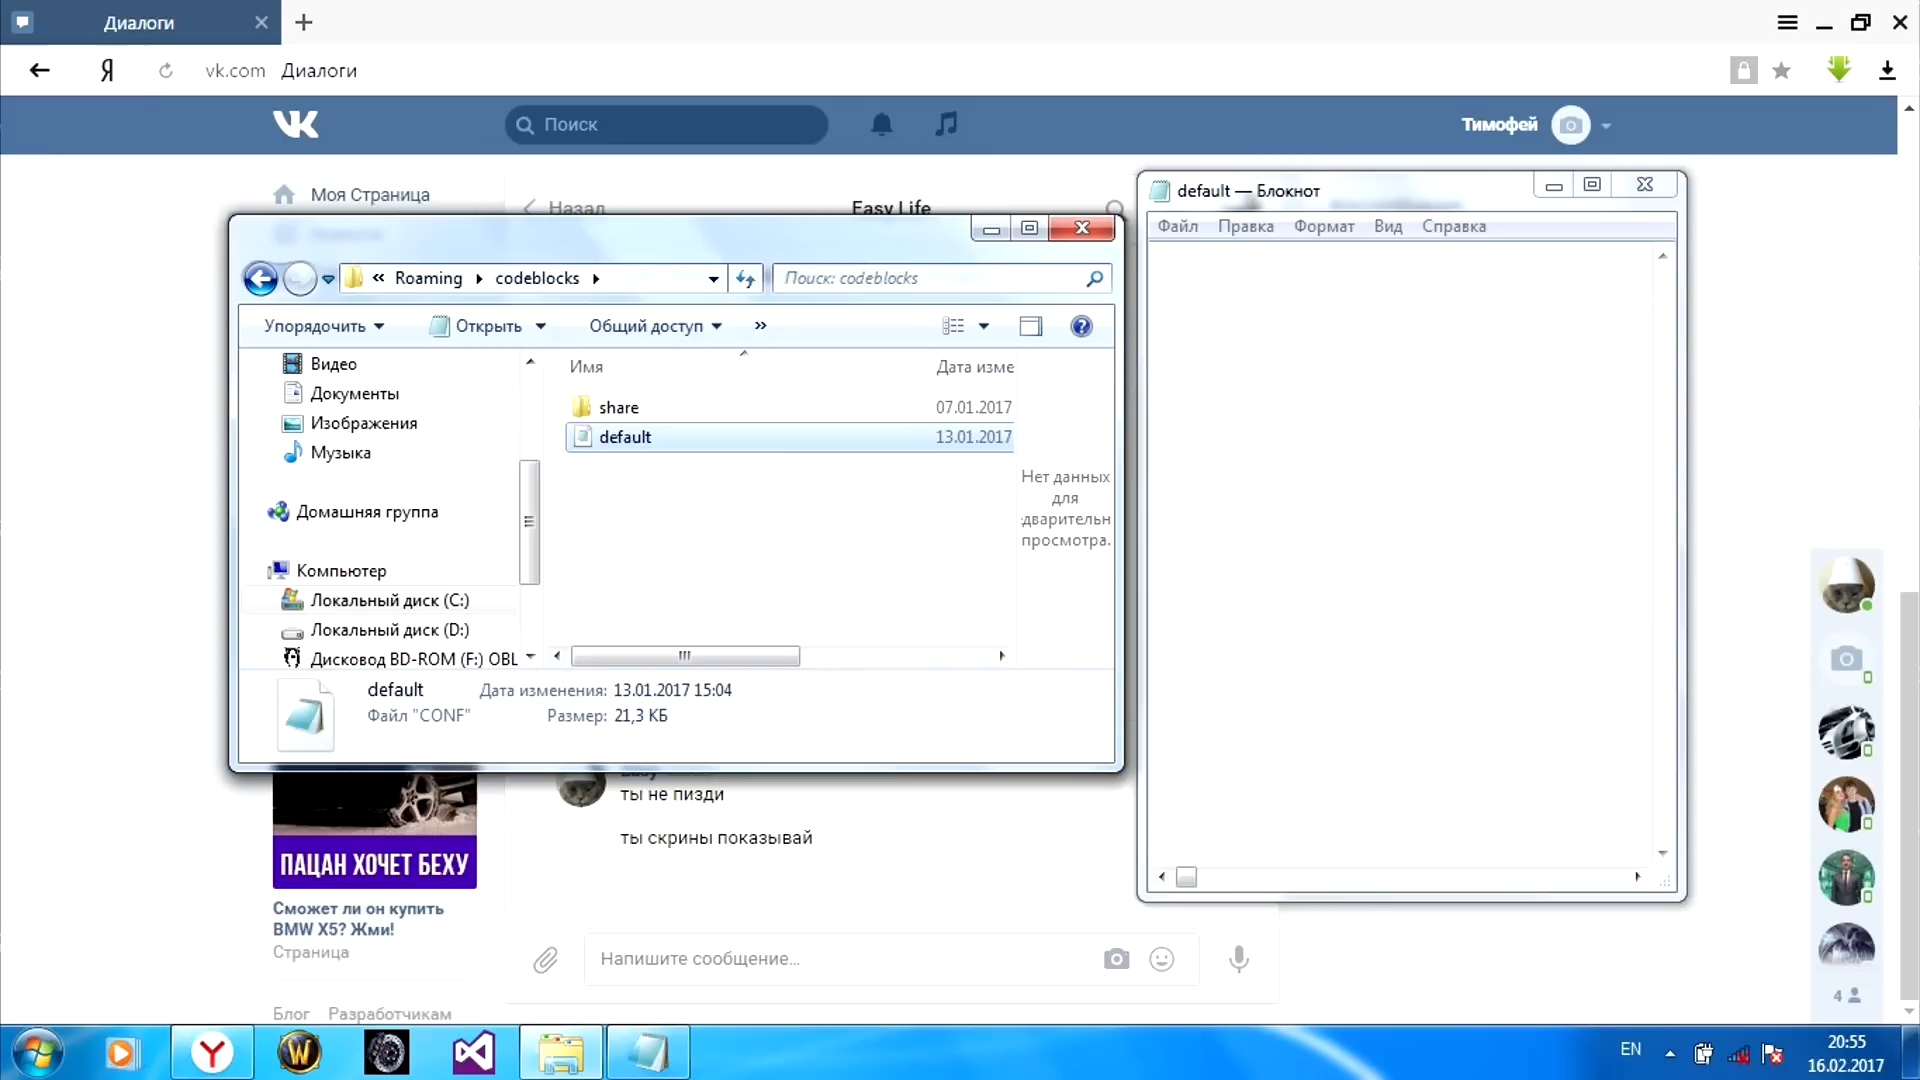 Диалоги
Я
vk.com Диалоги
Поиск
Тимофей
Моя Страница
Назад
Easy Life
Roaming
codeblocks
Поиск: codeblocks
Упорядочить
Открыть
Общий доступ
»
Видео
Документы
Изображения
Музыка
Домашняя группа
Компьютер
Локальный диск (C:)
Локальный диск (D:)
Дисковод BD-ROM (F:) OBL
Имя
Дата изме
share
07.01.2017
default
13.01.2017
Нет данных
для
дварительн
просмотра.
default
Дата изменения: 13.01.2017 15:04
Файл "CONF"
Размер: 21,3 КБ
default — Блокнот
Файл Правка Формат Вид Справка
ты не пизди
ты скрины показывай
ПАЦАН ХОЧЕТ БЕХУ
Сможет ли он купить
BMW X5? Жми!
Страница
Блог Разработчикам
Напишите сообщение...
4
EN
20:55
16.02.2017